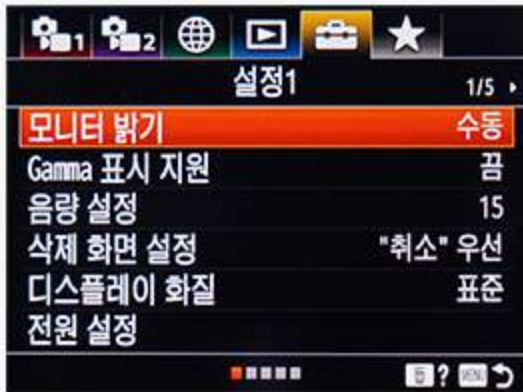 1 2
설정1
1/5
모니터 밝기 수동
Gamma 표시 지원 끔
음량 설정 15
삭제 화면 설정 "취소" 우선
디스플레이 화질 표준
전원 설정
? MENU